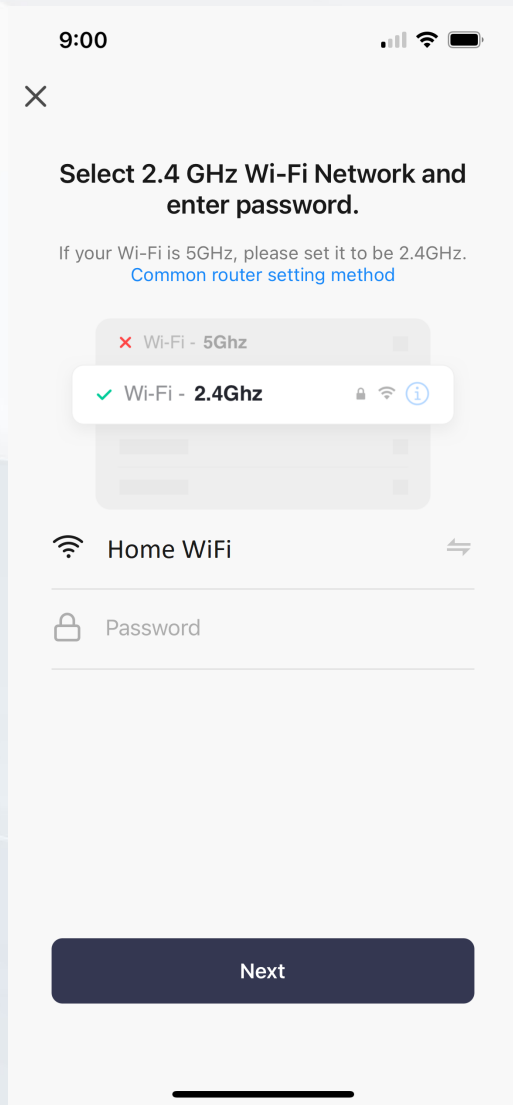 9:00
Select 2.4 GHz Wi-Fi Network and
enter password.
If your Wi-Fi is 5GHz, please set it to be 2.4GHz.
Common router setting method
Wi-Fi - 5Ghz
Wi-Fi - 2.4Ghz
Home WiFi
Password
Next